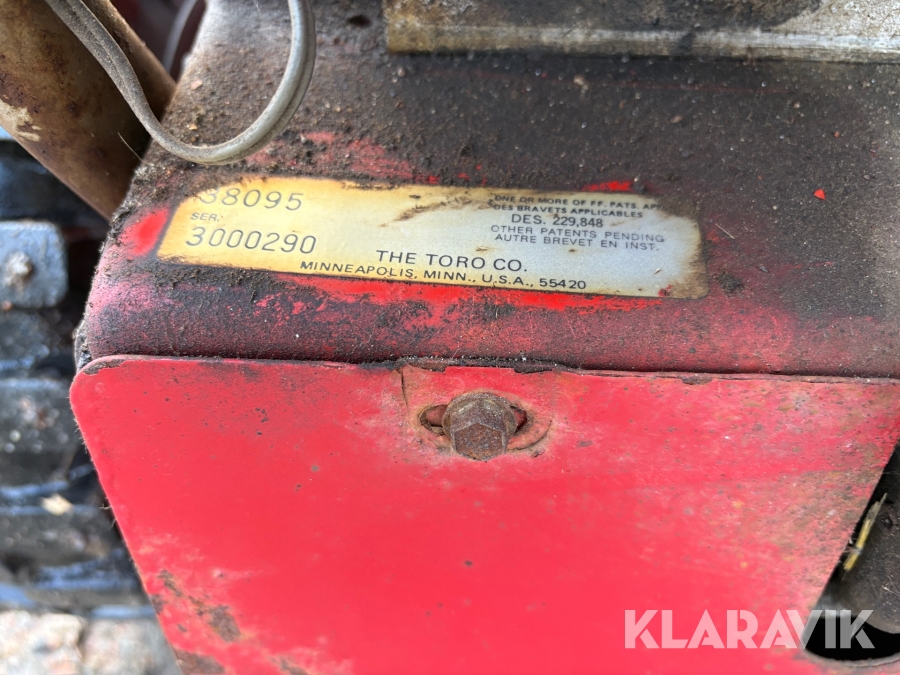 38095
SER.
3000290
ONE OR MORE OF FF. PATS. AP
DES BRAVETS APPLICABLES
DES. 229,848
OTHER PATENTS PENDING
AUTRE BREVET EN INST.
THE TORO CO.
MINNEAPOLIS, MINN., U.S.A., 55420
KLARAVIK